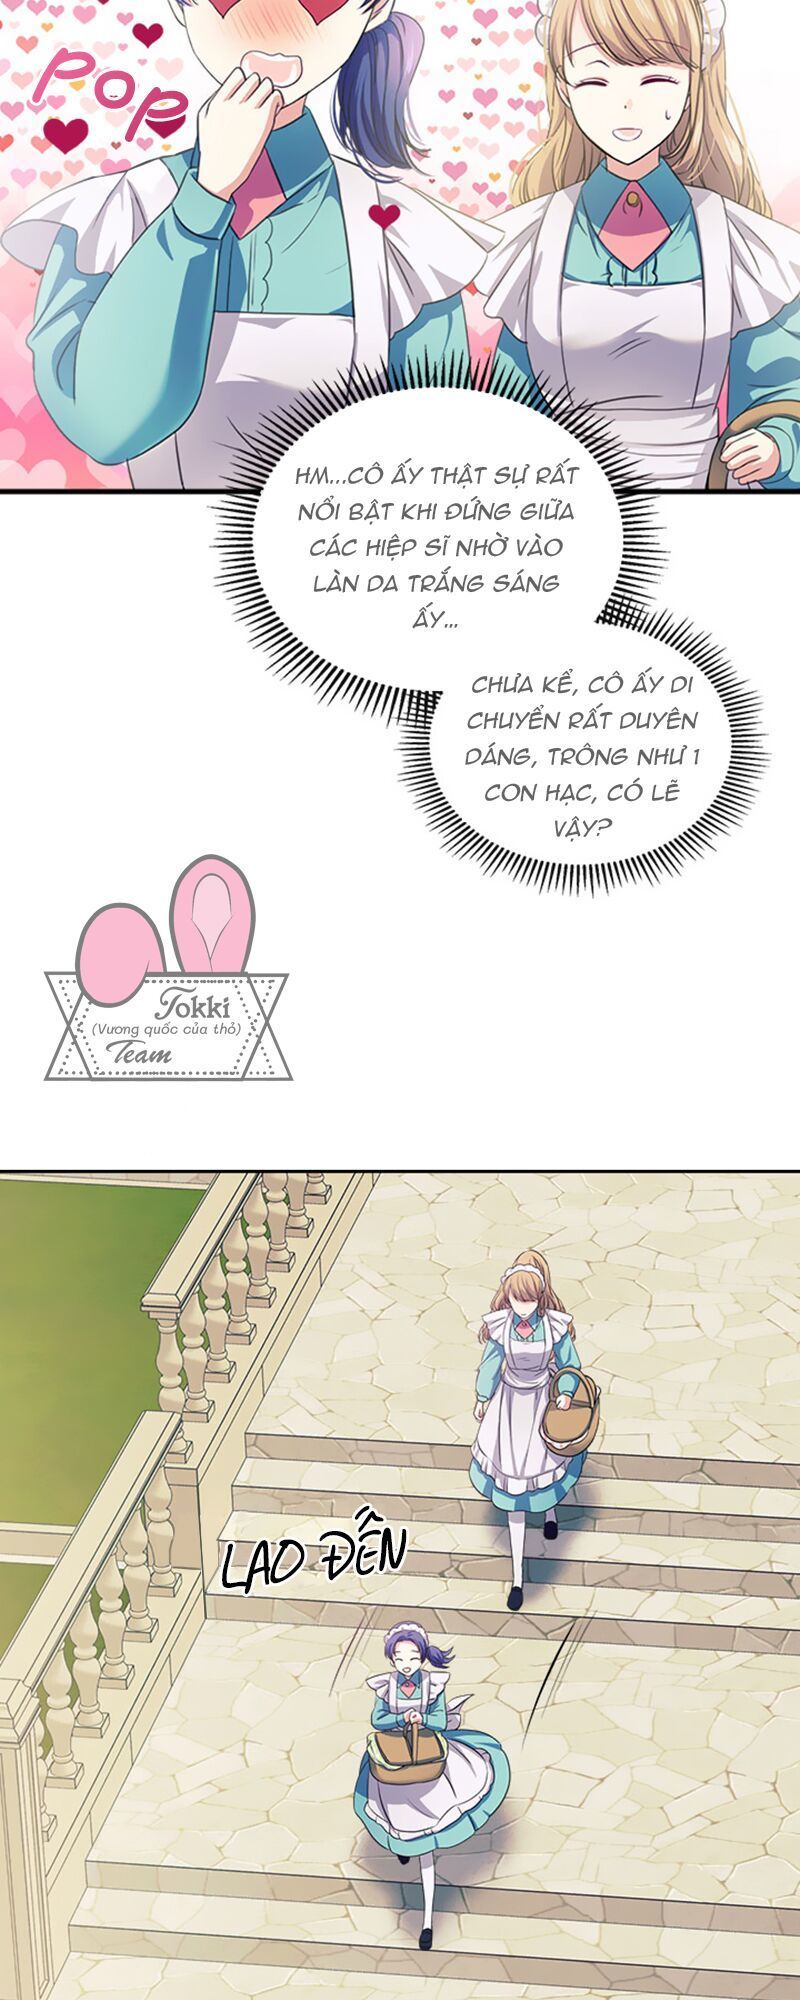 POP
HM...CÔ ẤY THẬT SỰ RẤT
NỔI BẬT KHI ĐỨNG GIỮA
CÁC HIỆP SĨ NHỜ VÀO
LÀN DA TRẮNG SÁNG
ẤY...
CHƯA KỂ, CÔ ẤY DI
CHUYỂN RẤT DUYÊN
DÁNG, TRÔNG NHƯ 1
CON HẠC, CÓ LẼ
VẬY?
Tokki
(Vương quốc của thỏ)
Team
LAO ĐẾN